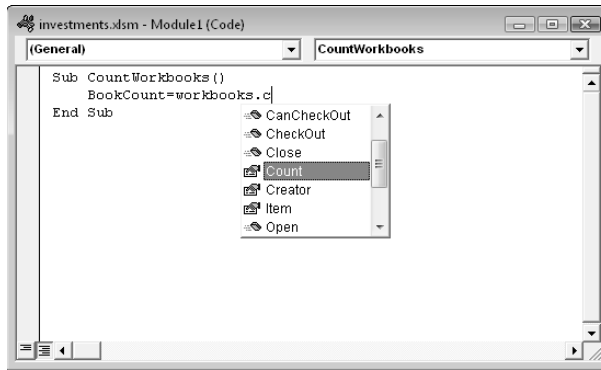 investments.xlsm - Module1 (Code)
(General)
CountWorkbooks
Sub CountWorkbooks()
BookCount=workbooks.c
End Sub
CanCheckOut
CheckOut
Close
Count
Creator
Item
Open